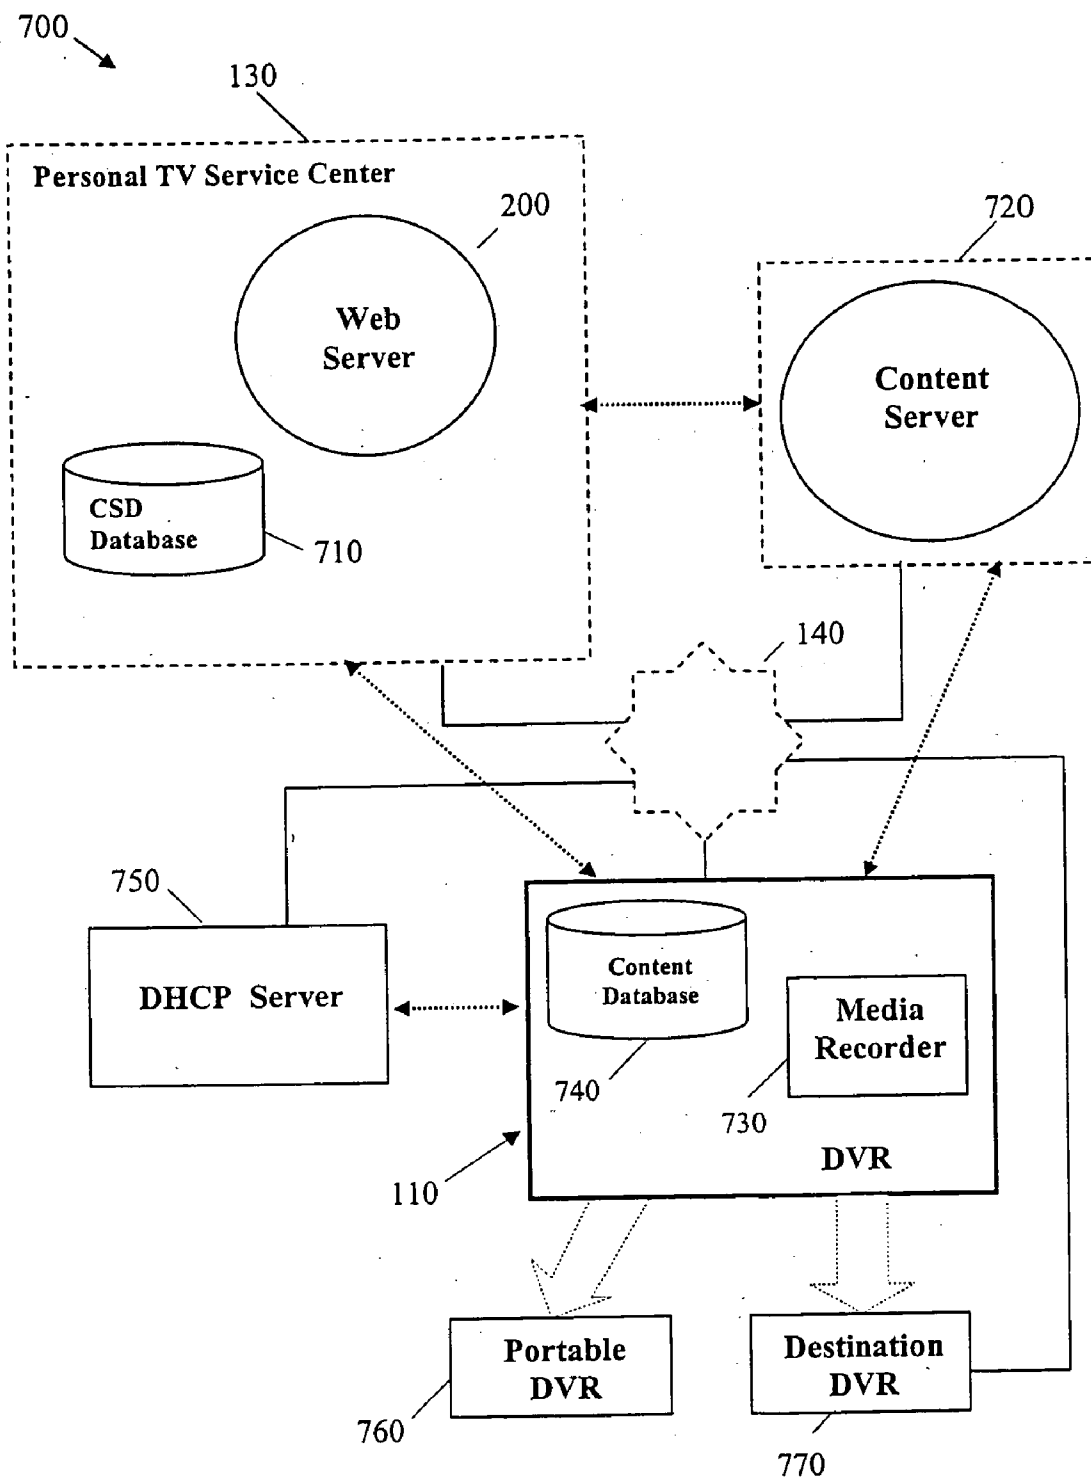 700
130
Personal TV Service Center
200
720
Web
Server
Content
Server
CSD
Database
710
140
750
DHCP Server
Content
Database
Media
Recorder
740
730
110
DVR
Portable
DVR
Destination
DVR
760
770